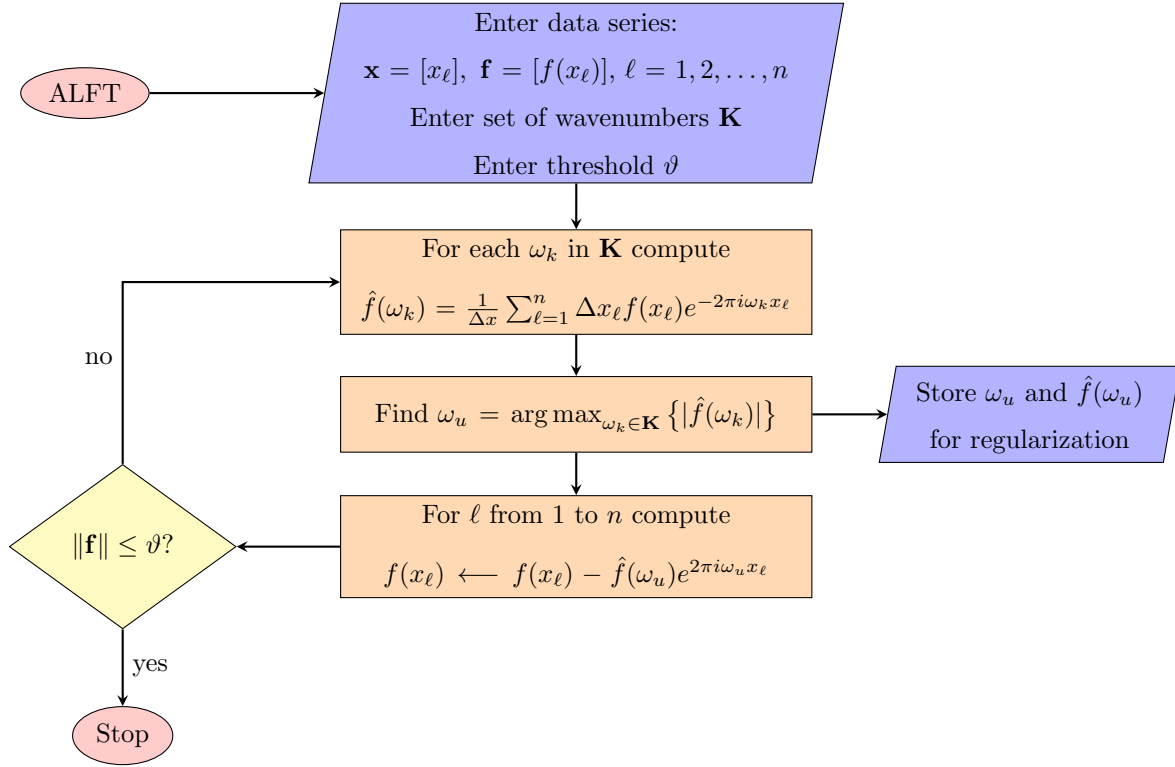 ALFT
Enter data series:
𝐱 = [x_ℓ], 𝐟 = [f(x_ℓ)], ℓ = 1, 2, …, n
Enter set of wavenumbers 𝐊
Enter threshold ϑ
For each ω_k in 𝐊 compute
f̂(ω_k) = \frac{1}{Δx} ∑_{ℓ=1}^{n} Δx_ℓ f(x_ℓ)e^{−2πiω_k x_ℓ}
no
Find ω_u = arg max_{ω_k∈𝐊} {|f̂(ω_k)|}
Store ω_u and f̂(ω_u)
for regularization
For ℓ from 1 to n compute
f(x_ℓ) ⟵ f(x_ℓ) − f̂(ω_u)e^{2πiω_u x_ℓ}
‖𝐟‖ ≤ ϑ?
yes
Stop